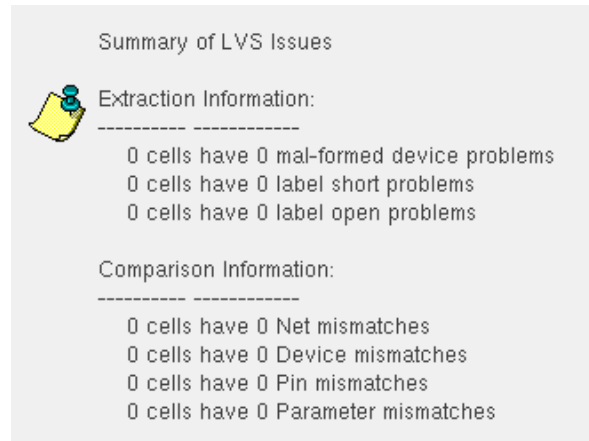 Summary of LVS Issues
Extraction Information:
---------- ------------
0 cells have 0 mal-formed device problems
0 cells have 0 label short problems
0 cells have 0 label open problems
Comparison Information:
---------- ------------
0 cells have 0 Net mismatches
0 cells have 0 Device mismatches
0 cells have 0 Pin mismatches
0 cells have 0 Parameter mismatches